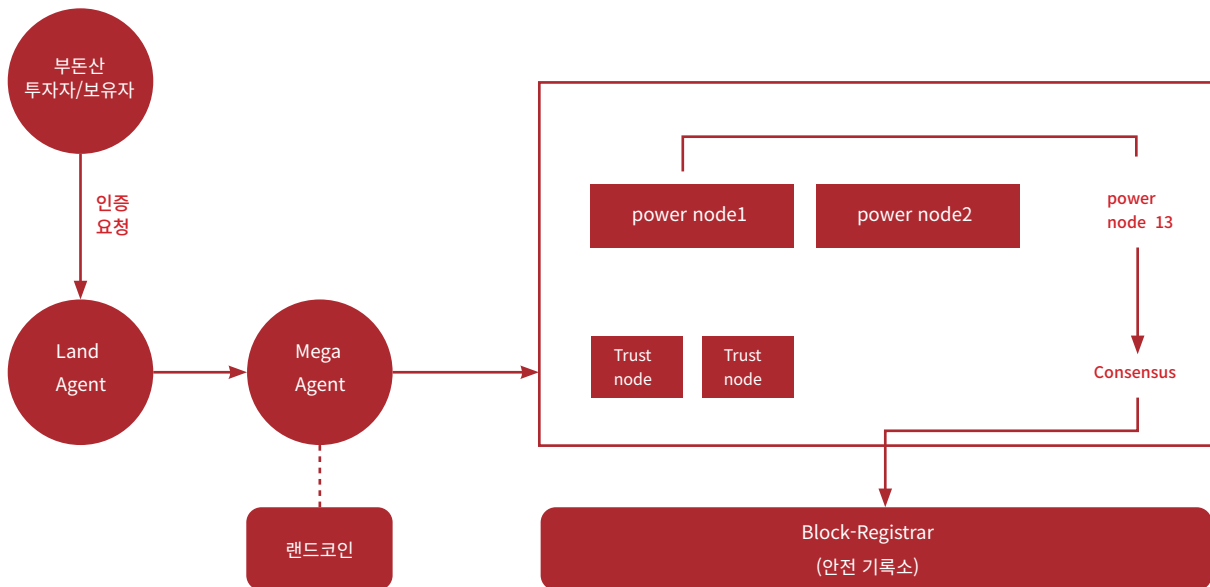 부돈산
투자자/보유자
인증
요청
Land
Agent
Mega
Agent
랜드코인
power node1
power node2
power
node 13
Trust
node
Trust
node
Consensus
Block-Registrar
(안전 기록소)